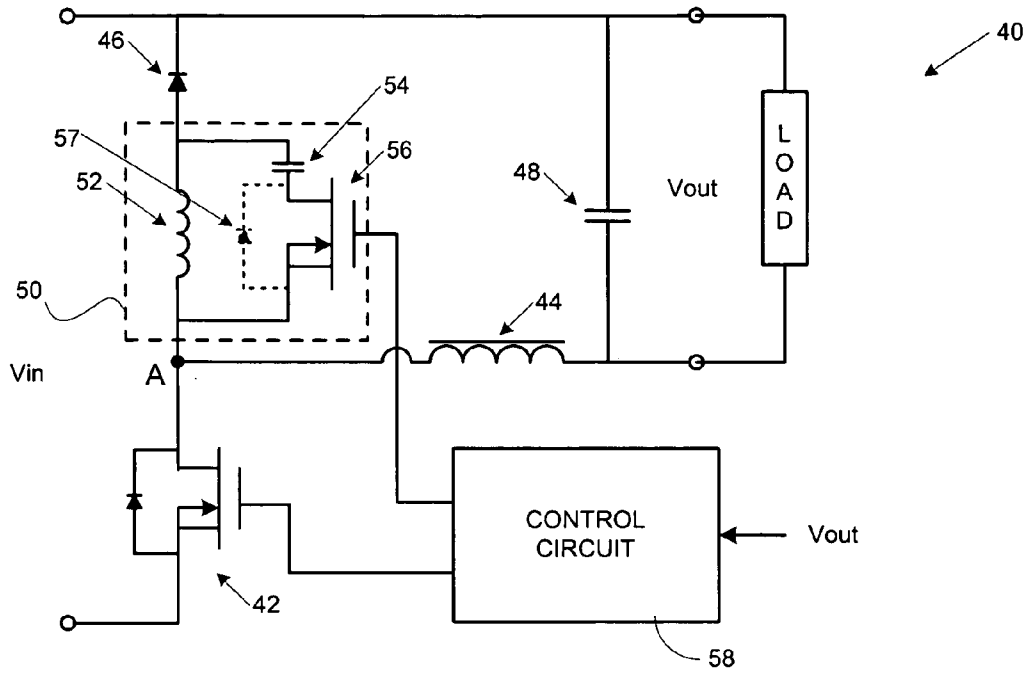 40
46
54
57
56
52
48
Vout
L
O
A
D
50
44
A
Vin
CONTROL
CIRCUIT
Vout
42
58